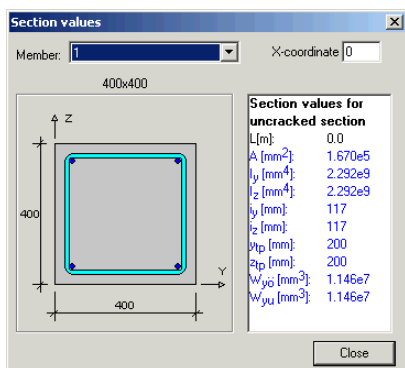 Section values
Member: 1 X-coordinate 0
400x400
Z
400
Y
400
Section values for
uncracked section
L[m]: 0.0
A [mm2]: 1.670e5
Iy [mm4]: 2.292e9
Iz [mm4]: 2.292e9
iy [mm]: 117
iz [mm]: 117
ytp [mm]: 200
ztp [mm]: 200
Wyö [mm3]: 1.146e7
Wyu [mm3]: 1.146e7
Close